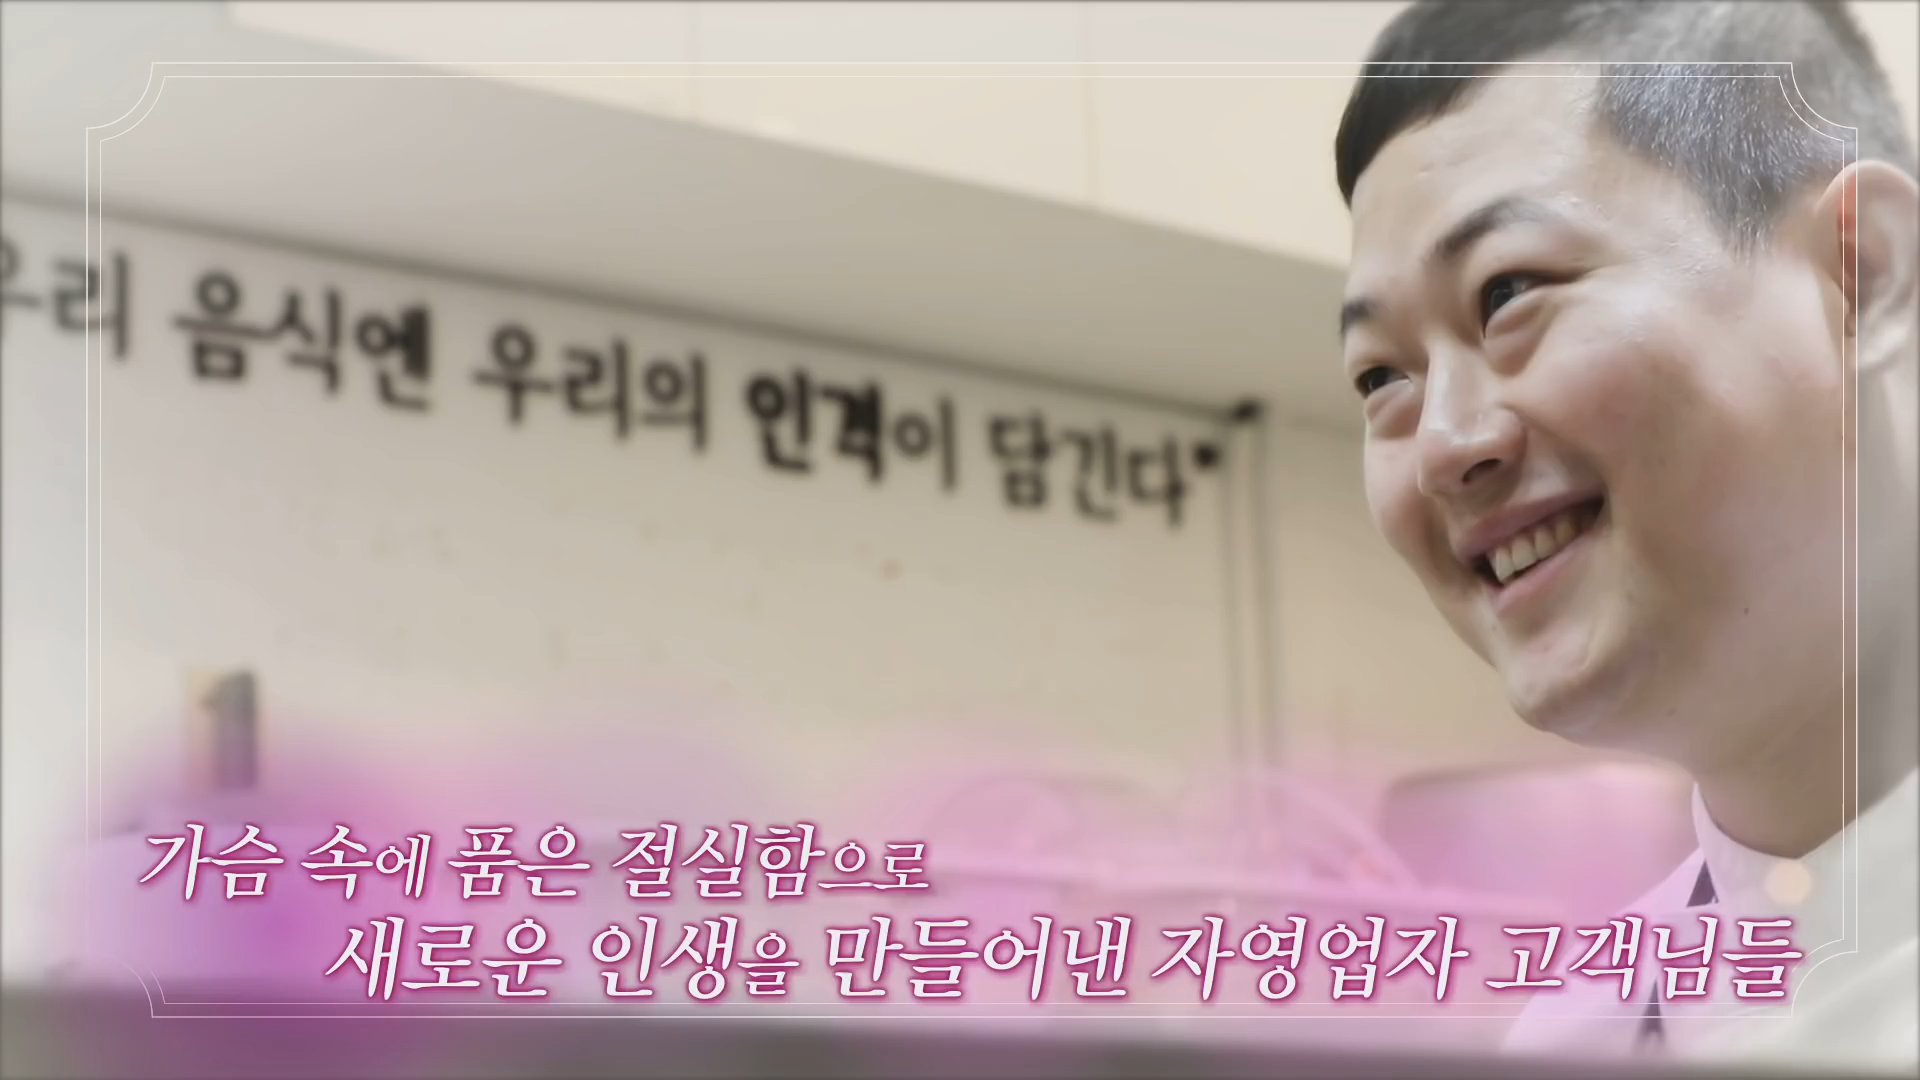 우리 음식엔 우리의 인격이 담긴다"
가슴 속에 품은 절실함으로
새로운 인생을 만들어낸 자영업자 고객님들